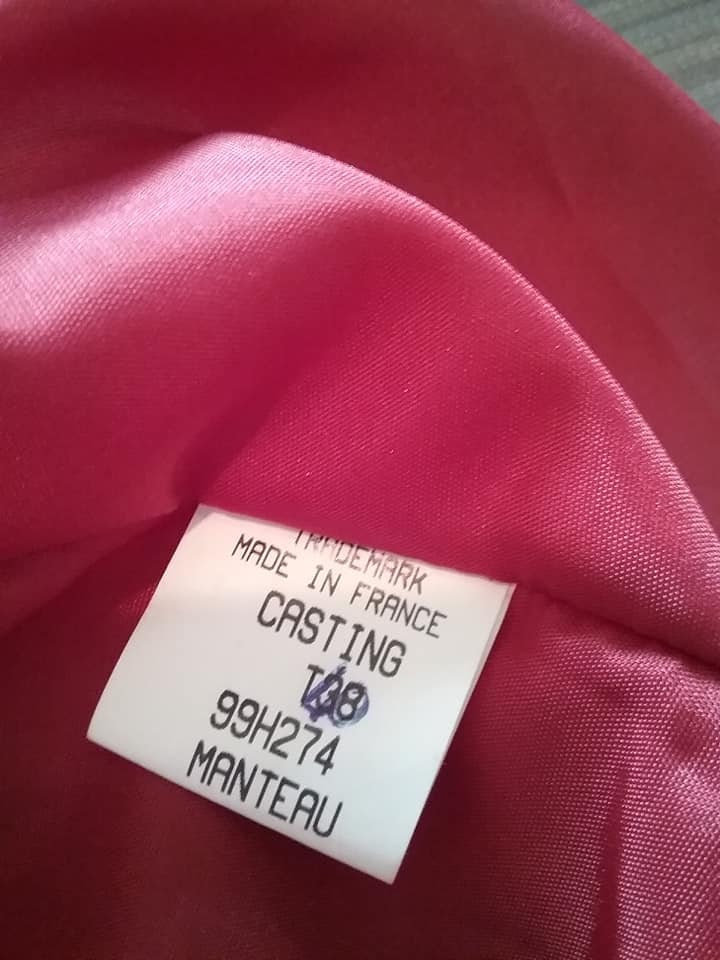 TRADEMARK
MADE IN FRANCE
CASTING
T38
99H274
MANTEAU